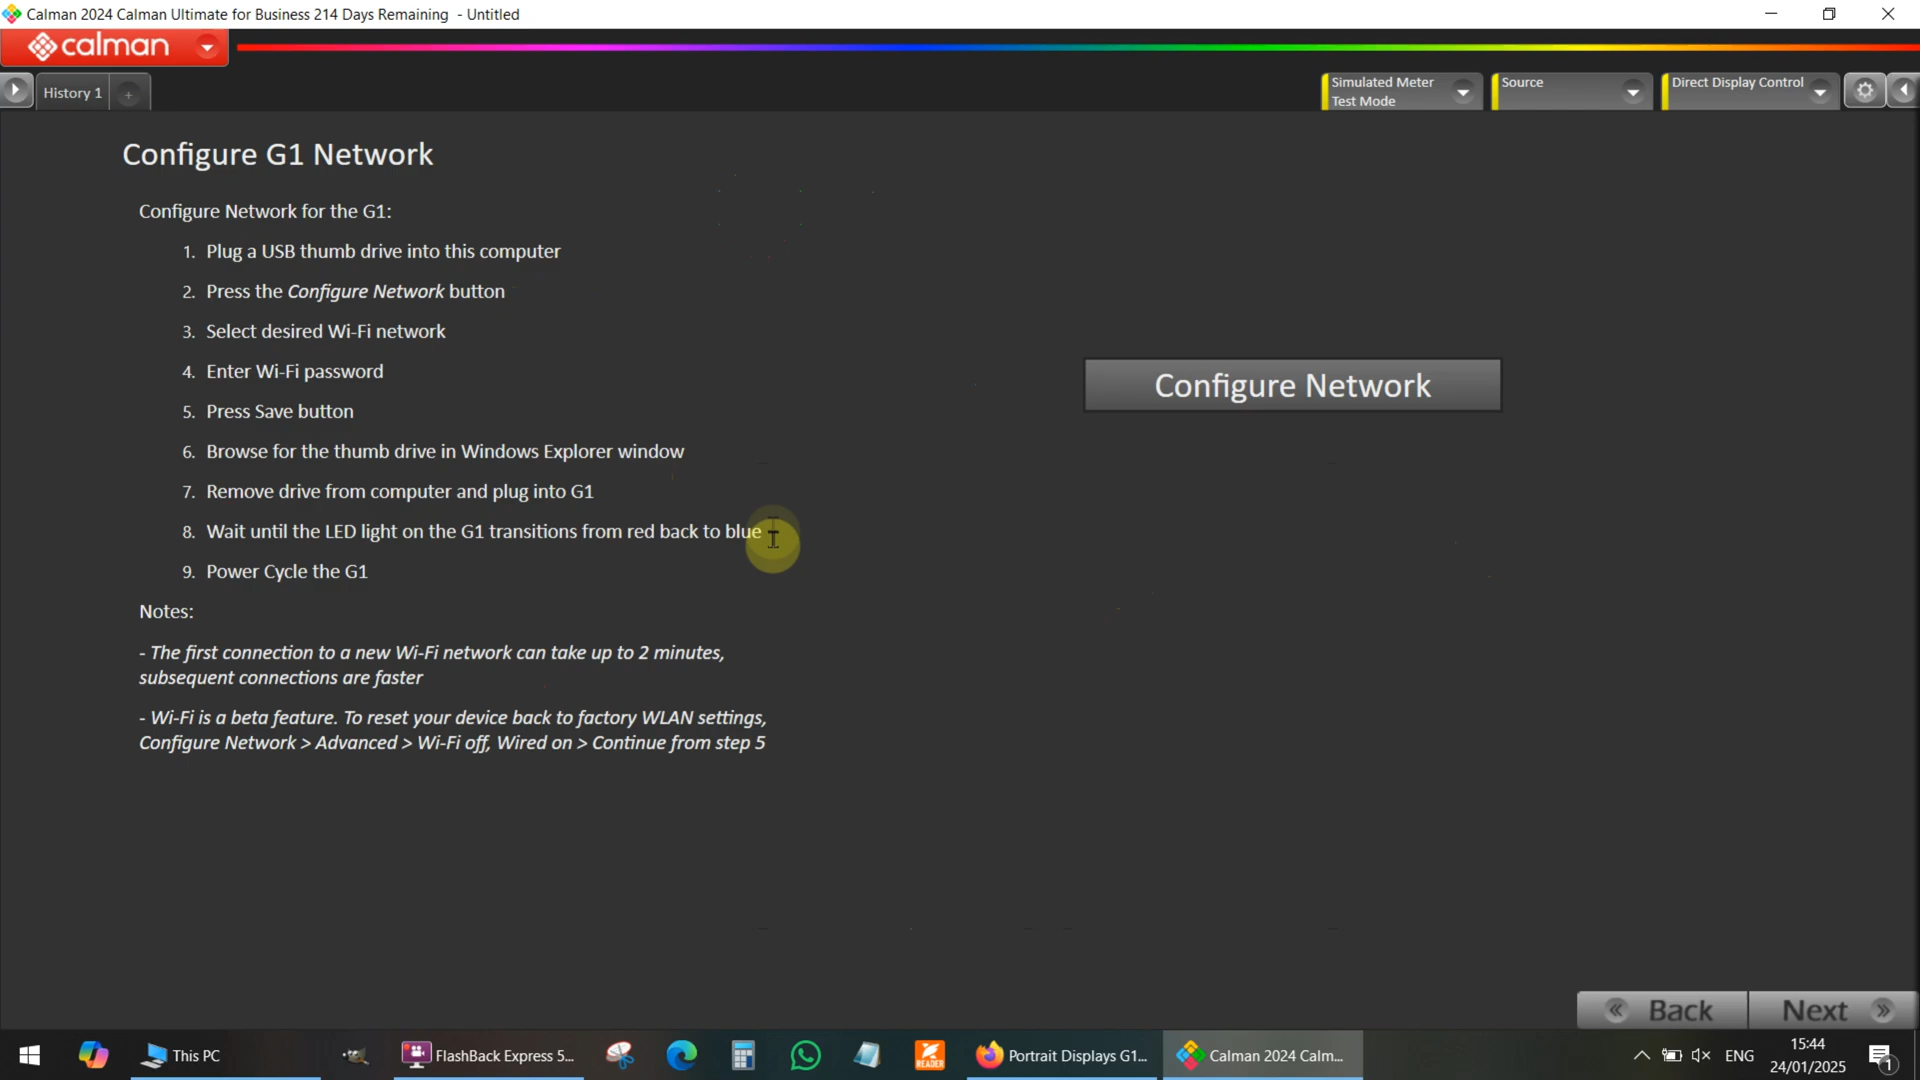 Calman 2024 Calman Ultimate for Business 214 Days Remaining  - Untitled
calman
History 1
+
Simulated Meter
Test Mode
Source
Direct Display Control
Configure G1 Network
Configure Network for the G1:
1. Plug a USB thumb drive into this computer
2. Press the Configure Network button
3. Select desired Wi-Fi network
4. Enter Wi-Fi password
5. Press Save button
6. Browse for the thumb drive in Windows Explorer window
7. Remove drive from computer and plug into G1
8. Wait until the LED light on the G1 transitions from red back to blue
9. Power Cycle the G1
Notes:
- The first connection to a new Wi-Fi network can take up to 2 minutes,
subsequent connections are faster
- Wi-Fi is a beta feature. To reset your device back to factory WLAN settings,
Configure Network > Advanced > Wi-Fi off, Wired on > Continue from step 5
Configure Network
Back
Next
This PC
FlashBack Express 5...
READER
Portrait Displays G1...
Calman 2024 Calm...
ENG
15:44
24/01/2025
1